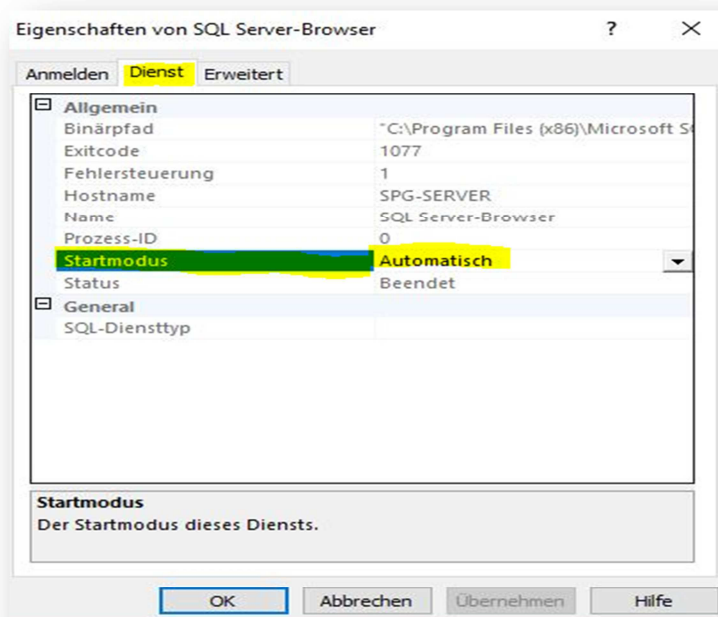 Eigenschaften von SQL Server-Browser ? ✕
Anmelden Dienst Erweitert
Allgemein
Binärpfad "C:\Program Files (x86)\Microsoft
Exitcode 1077
Fehlersteuerung 1
Hostname SPG-SERVER
Name SQL Server-Browser
Prozess-ID 0
Startmodus Automatisch
Status Beendet
General
SQL-Diensttyp
Startmodus
Der Startmodus dieses Diensts.
OK Abbrechen Übernehmen Hilfe